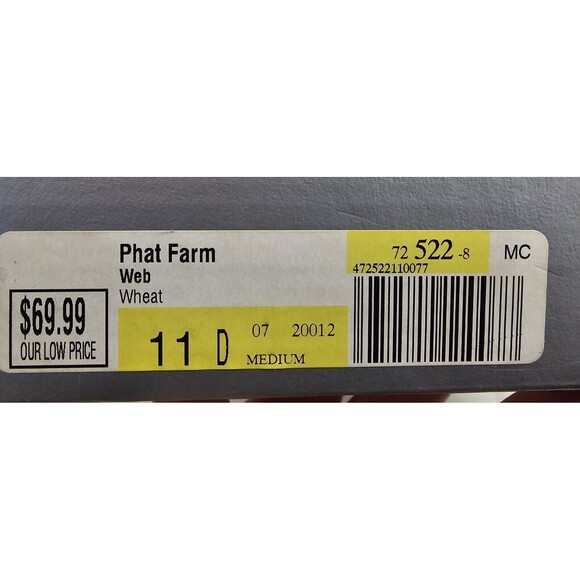 Phat Farm
Web
Wheat
$69.99
OUR LOW PRICE
11 D 07 20012
MEDIUM
72 522 -8 MC
472522110077